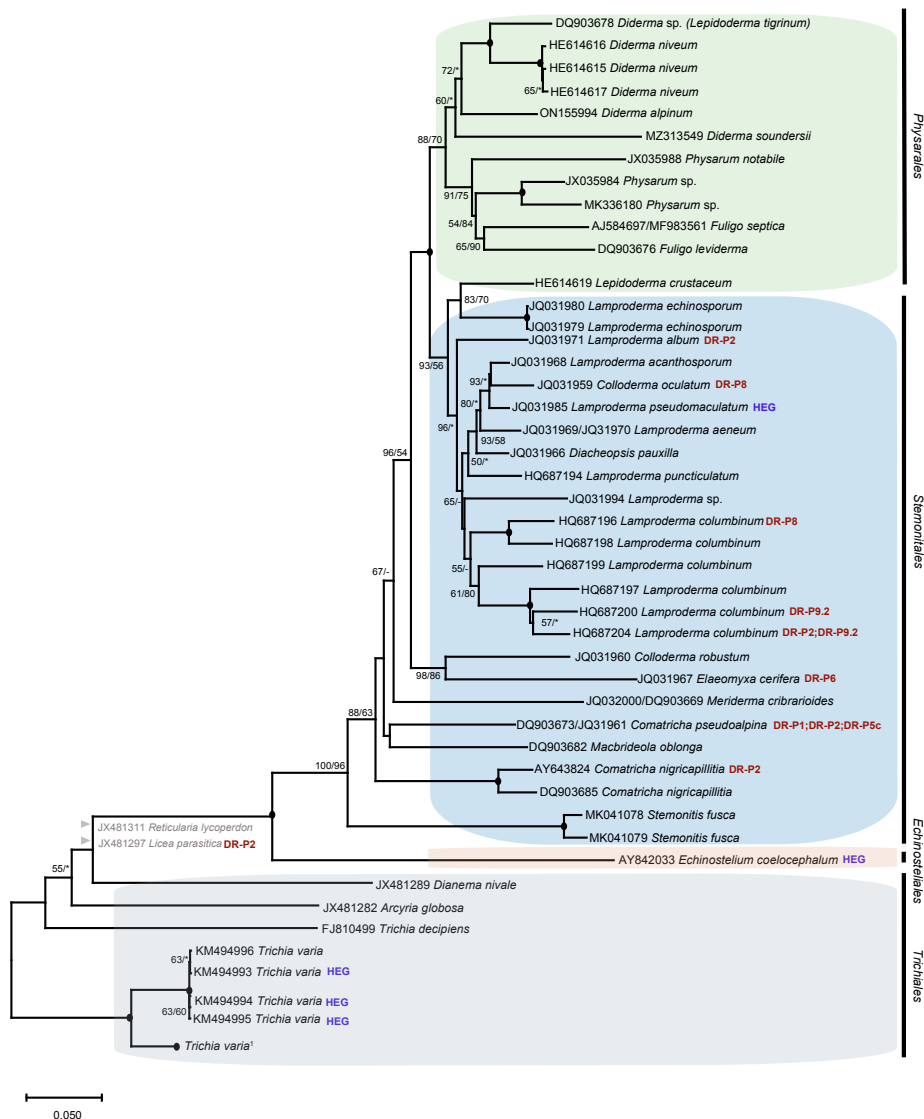 DQ903678 Diderma sp. (Lepidoderma tigrinum)
HE614616 Diderma niveum
72/*
HE614615 Diderma niveum
65/*
HE614617 Diderma niveum
60/*
ON155994 Diderma alpinum
MZ313549 Diderma soundersii
88/70
JX035988 Physarum notabile
JX035984 Physarum sp.
91/75
MK336180 Physarum sp.
54/84
AJ584697/MF983561 Fuligo septica
65/90
DQ903676 Fuligo leviderma
Physarales
HE614619 Lepidoderma crustaceum
83/70
JQ031980 Lamproderma echinosporum
JQ031979 Lamproderma echinosporum
JQ031971 Lamproderma album DR-P2
93/56
JQ031968 Lamproderma acanthosporum
93/*
JQ031959 Colloderma oculatum DR-P8
80/*
JQ031985 Lamproderma pseudomaculatum HEG
96/*
JQ031969/JQ31970 Lamproderma aeneum
93/58
96/54
JQ031966 Diacheopsis pauxilla
50/*
HQ687194 Lamproderma puncticulatum
65/-
JQ031994 Lamproderma sp.
HQ687196 Lamproderma columbinum DR-P8
HQ687198 Lamproderma columbinum
55/-
HQ687199 Lamproderma columbinum
67/-
61/80
HQ687197 Lamproderma columbinum
HQ687200 Lamproderma columbinum DR-P9.2
57/*
HQ687204 Lamproderma columbinum DR-P2;DR-P9.2
JQ031960 Colloderma robustum
98/86
JQ031967 Elaeomyxa cerifera DR-P6
JQ032000/DQ903669 Meriderma cribrarioides
88/63
DQ903673/JQ31961 Comatricha pseudoalpina DR-P1;DR-P2;DR-P5c
DQ903682 Macbrideola oblonga
100/96
AY643824 Comatricha nigricapillitia DR-P2
DQ903685 Comatricha nigricapillitia
MK041078 Stemonitis fusca
MK041079 Stemonitis fusca
Stemonitales
JX481311 Reticularia lycoperdon
JX481297 Licea parasitica DR-P2
AY842033 Echinostelium coelocephalum HEG
Echinosteliales
55/*
JX481289 Dianema nivale
JX481282 Arcyria globosa
FJ810499 Trichia decipiens
KM494996 Trichia varia
63/*
KM494993 Trichia varia HEG
KM494994 Trichia varia HEG
63/60
KM494995 Trichia varia HEG
Trichia varia¹
Trichiales
0.050